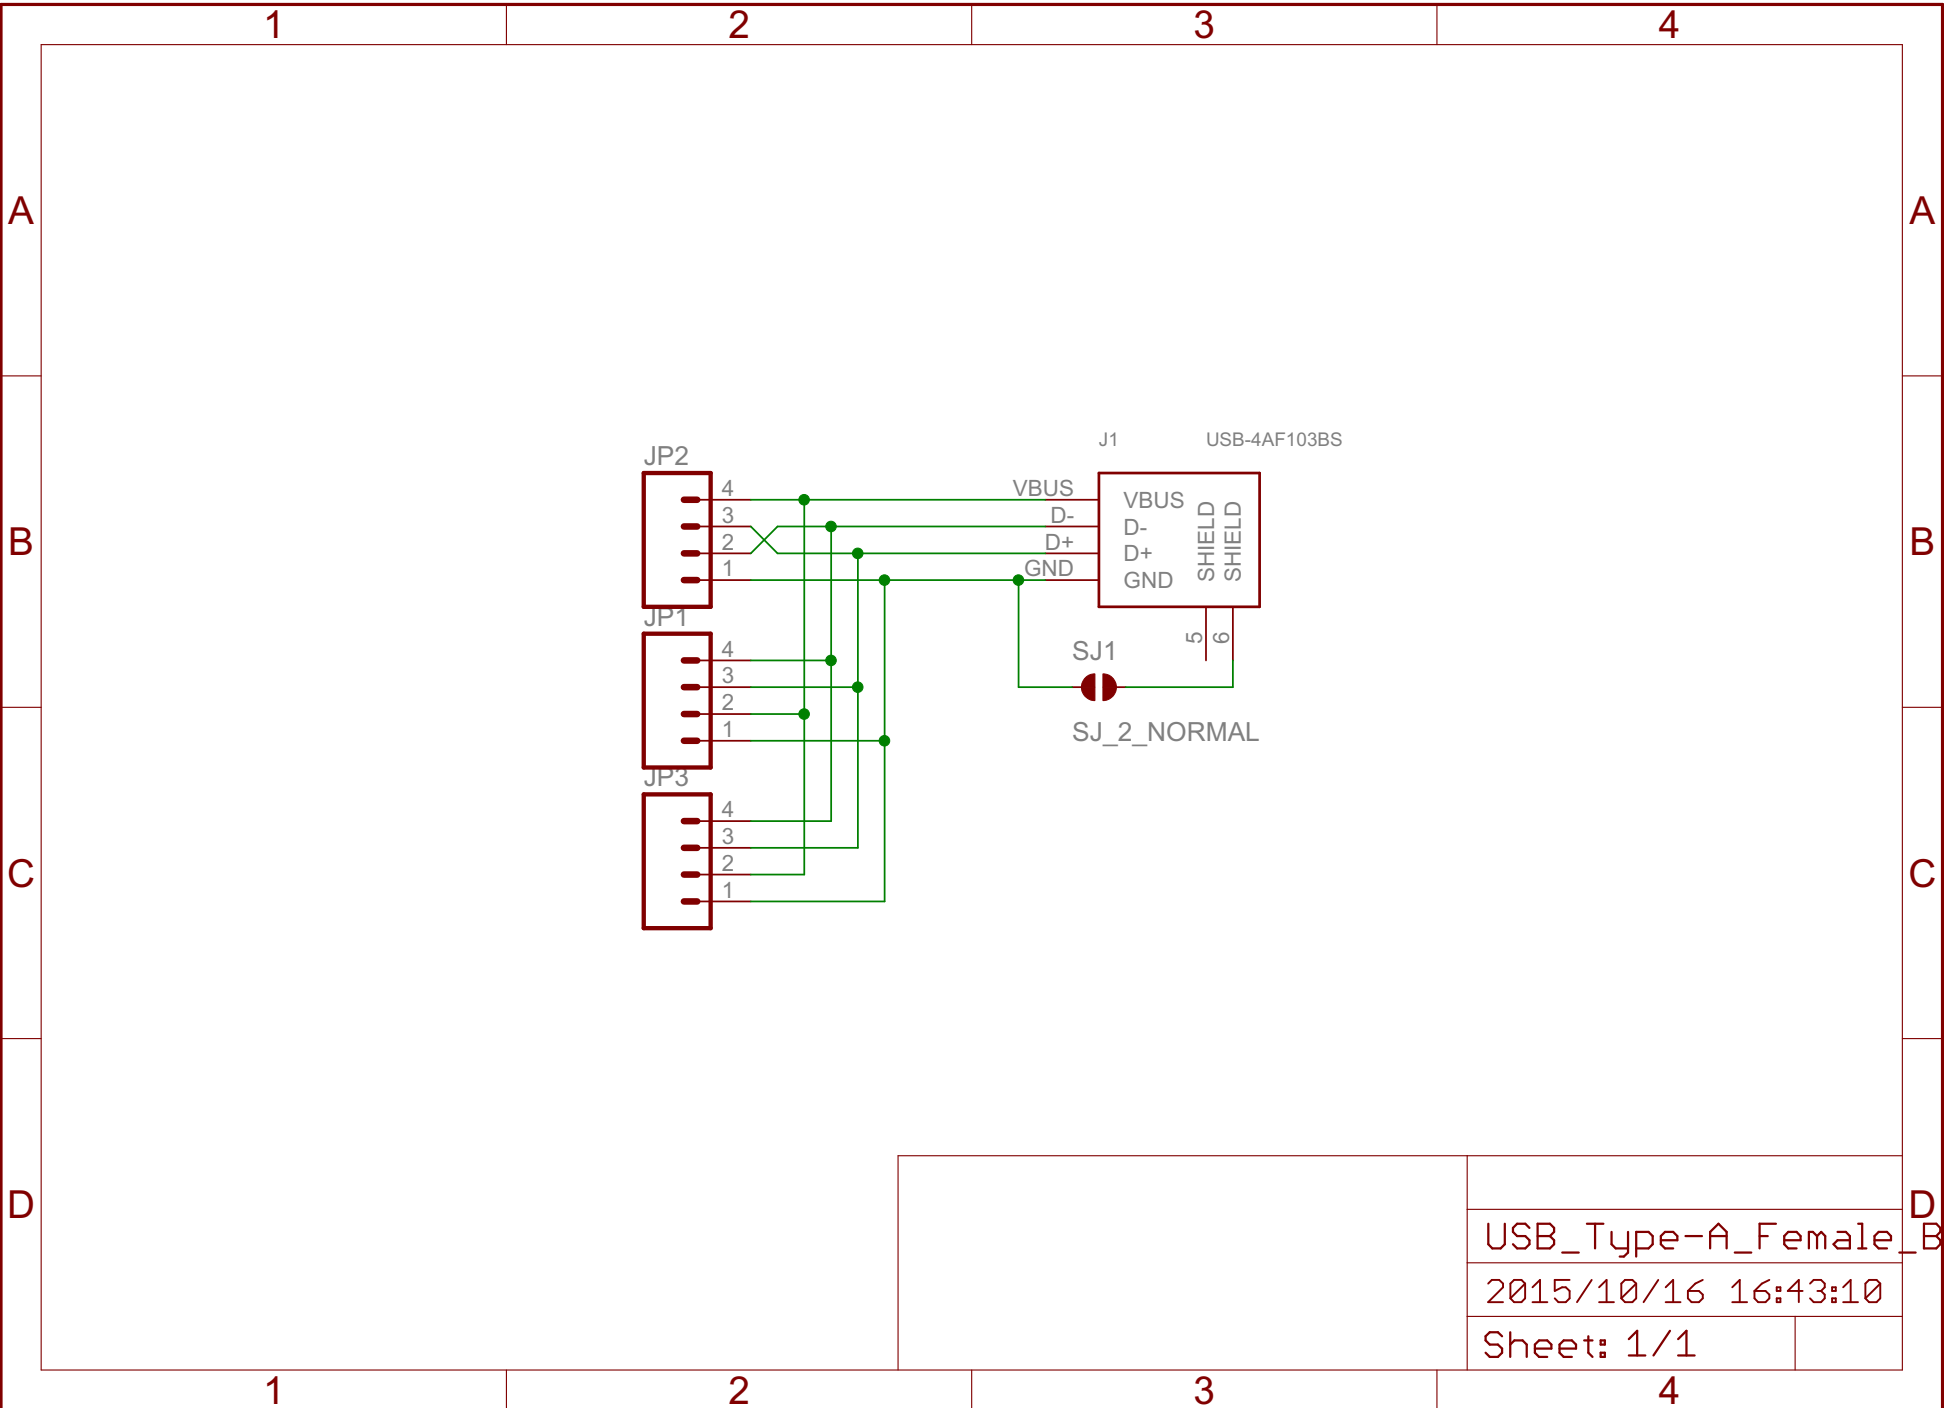 1 2 3 4
A A
J1 USB-4AF103BS
JP2
4 VBUS VBUS
3 D- D-
2 D+ D+
1 GND GND
SHIELD
SHIELD
B B
JP1
5 6
4
3
2
1
SJ1
SJ_2_NORMAL
JP3
4
3
2
1
C C
D D
USB_Type-A_Female_B
2015/10/16 16:43:10
Sheet: 1/1
1 2 3 4